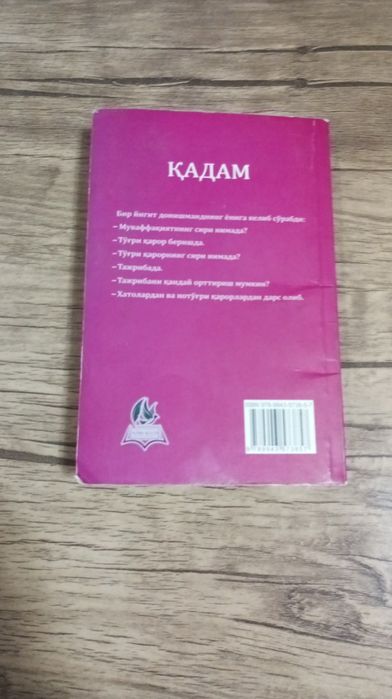 ҚАДАМ
Бир йигит донишманднинг ёнига келиб сўрабди:
– Муваффақиятнинг сири нимада?
– Тўғри қарор беришда.
– Тўғри қарорнинг сири нимада?
– Тажрибада.
– Тажрибани қандай орттириш мумкин?
– Хатолардан ва нотўғри қарорлардан дарс олиб.